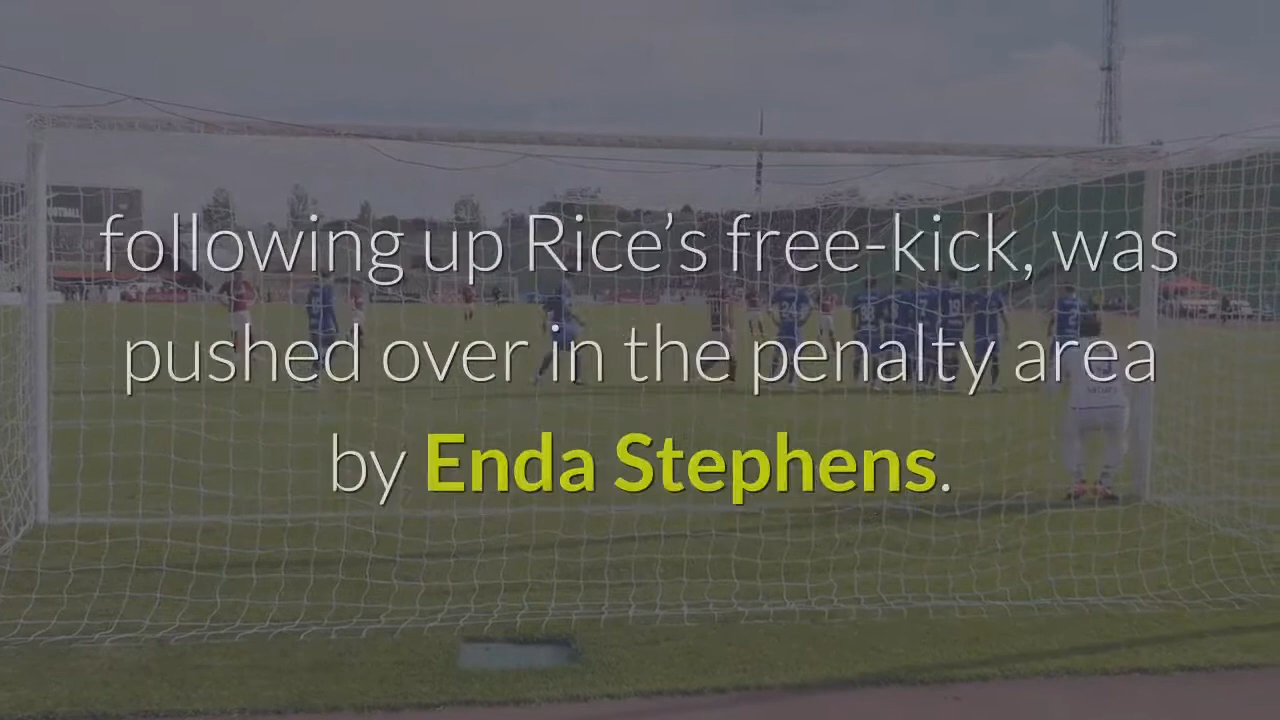 following up Rice’s free-kick, was
pushed over in the penalty area
by Enda Stephens.